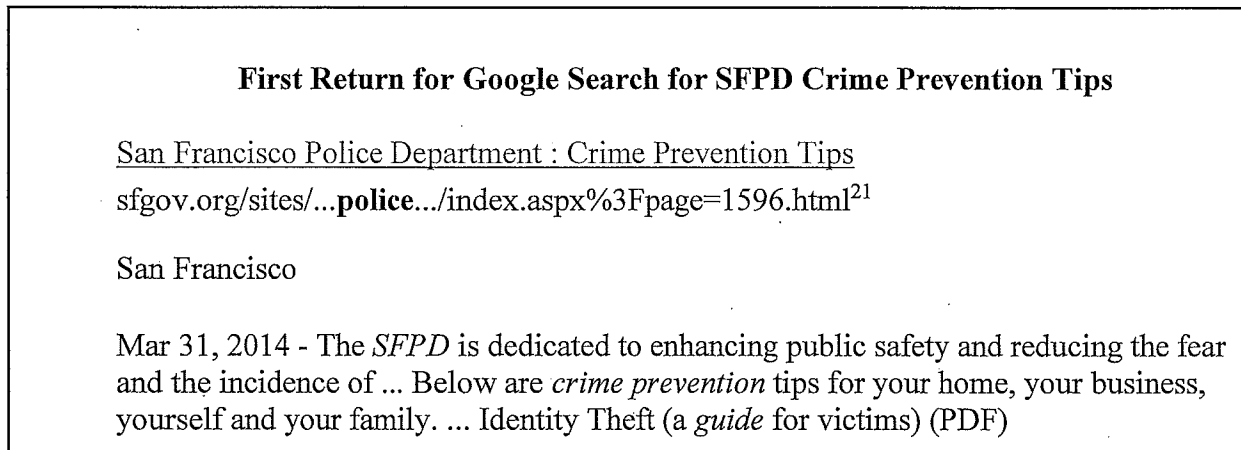 First Return for Google Search for SFPD Crime Prevention Tips
San Francisco Police Department : Crime Prevention Tips
sfgov.org/sites/...police.../index.aspx%3Fpage=1596.html21
San Francisco
Mar 31, 2014 - The SFPD is dedicated to enhancing public safety and reducing the fear
and the incidence of ... Below are crime prevention tips for your home, your business,
yourself and your family. ... Identity Theft (a guide for victims) (PDF)